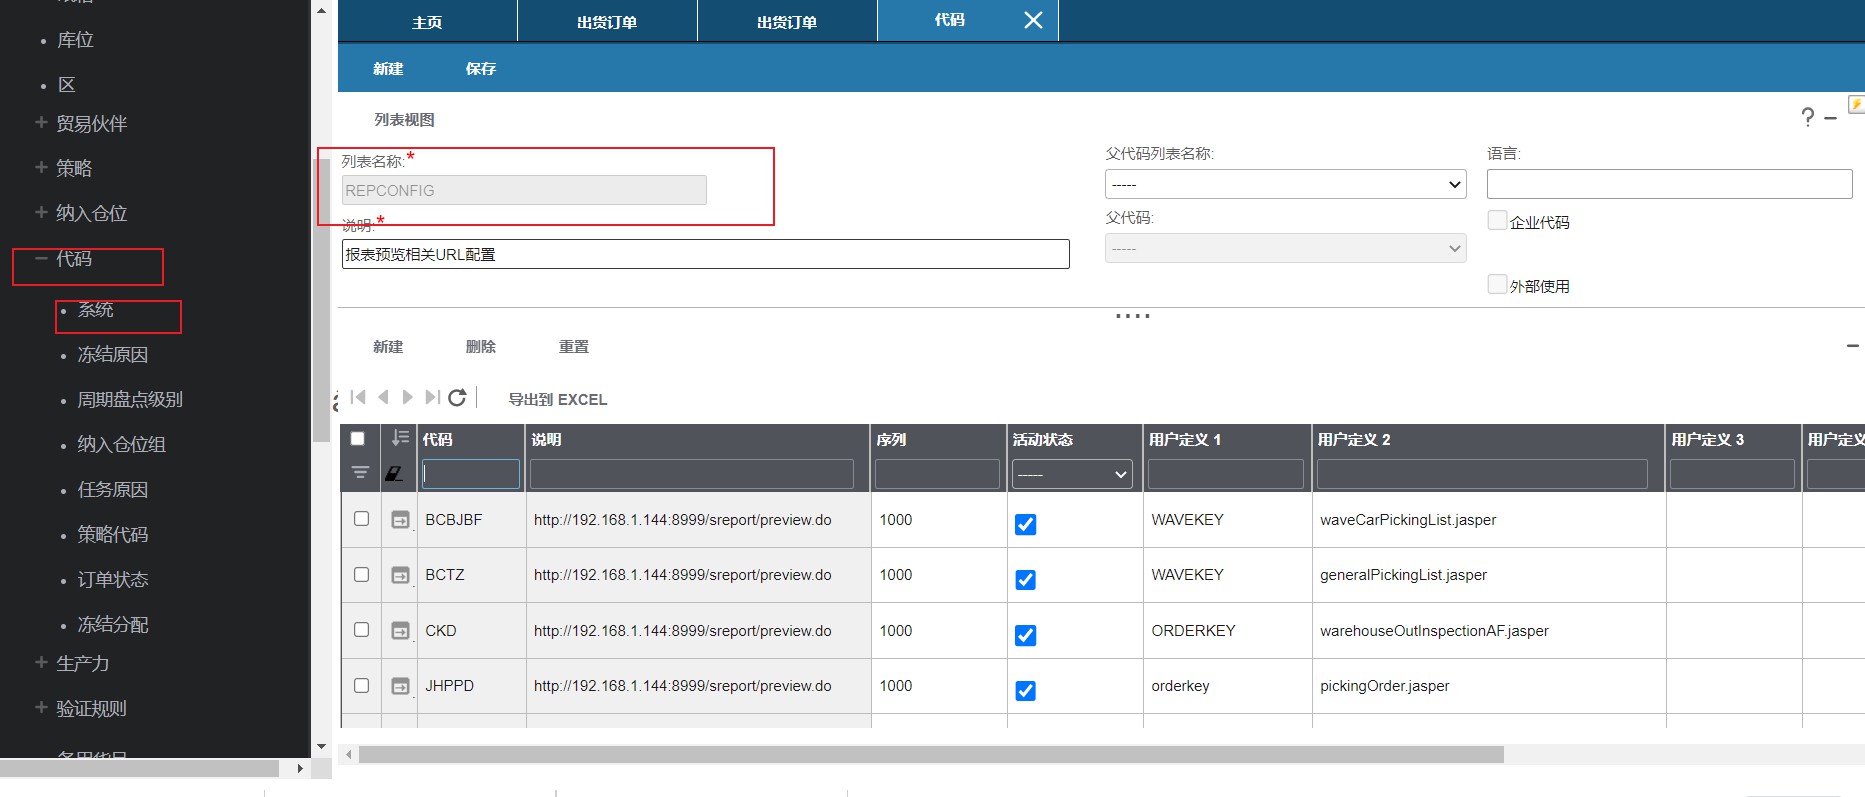 库位
区
贸易伙伴
策略
纳入仓位
代码
系统
冻结原因
周期盘点级别
纳入仓位组
任务原因
策略代码
订单状态
冻结分配
生产力
验证规则
主页
出货订单
出货订单
代码
新建
保存
列表视图
?
列表名称:*
REPCONFIG
说明:*
报表预览相关URL配置
父代码列表名称:
-----
父代码:
-----
语言:
企业代码
外部使用
新建
删除
重置
导出到 EXCEL
代码 说明 序列 活动状态 用户定义 1 用户定义 2 用户定义 3 用户定义
-----
BCBJBF http://192.168.1.144:8999/sreport/preview.do 1000 WAVEKEY waveCarPickingList.jasper
BCTZ http://192.168.1.144:8999/sreport/preview.do 1000 WAVEKEY generalPickingList.jasper
CKD http://192.168.1.144:8999/sreport/preview.do 1000 ORDERKEY warehouseOutInspectionAF.jasper
JHPPD http://192.168.1.144:8999/sreport/preview.do 1000 orderkey pickingOrder.jasper